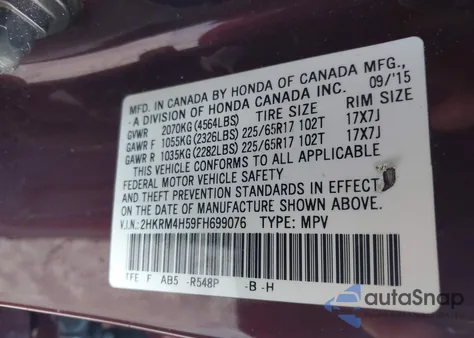 MFD. IN CANADA BY HONDA OF CANADA MFG.,
-A DIVISION OF HONDA CANADA INC. 09/'15
GVWR 2070KG (4564LBS) TIRE SIZE RIM SIZE
GAWR F 1055KG (2326LBS) 225/65R17 102T 17X7J
GAWR R 1035KG (2282LBS) 225/65R17 102T 17X7J
THIS VEHICLE CONFORMS TO ALL APPLICABLE
FEDERAL MOTOR VEHICLE SAFETY
AND THEFT PREVENTION STANDARDS IN EFFECT
ON THE DATE OF MANUFACTURE SHOWN ABOVE.
V.I.N.: 2HKRM4H59FH699076 TYPE: MPV
TFE F AB5 -R548P -B -H
autoSnap